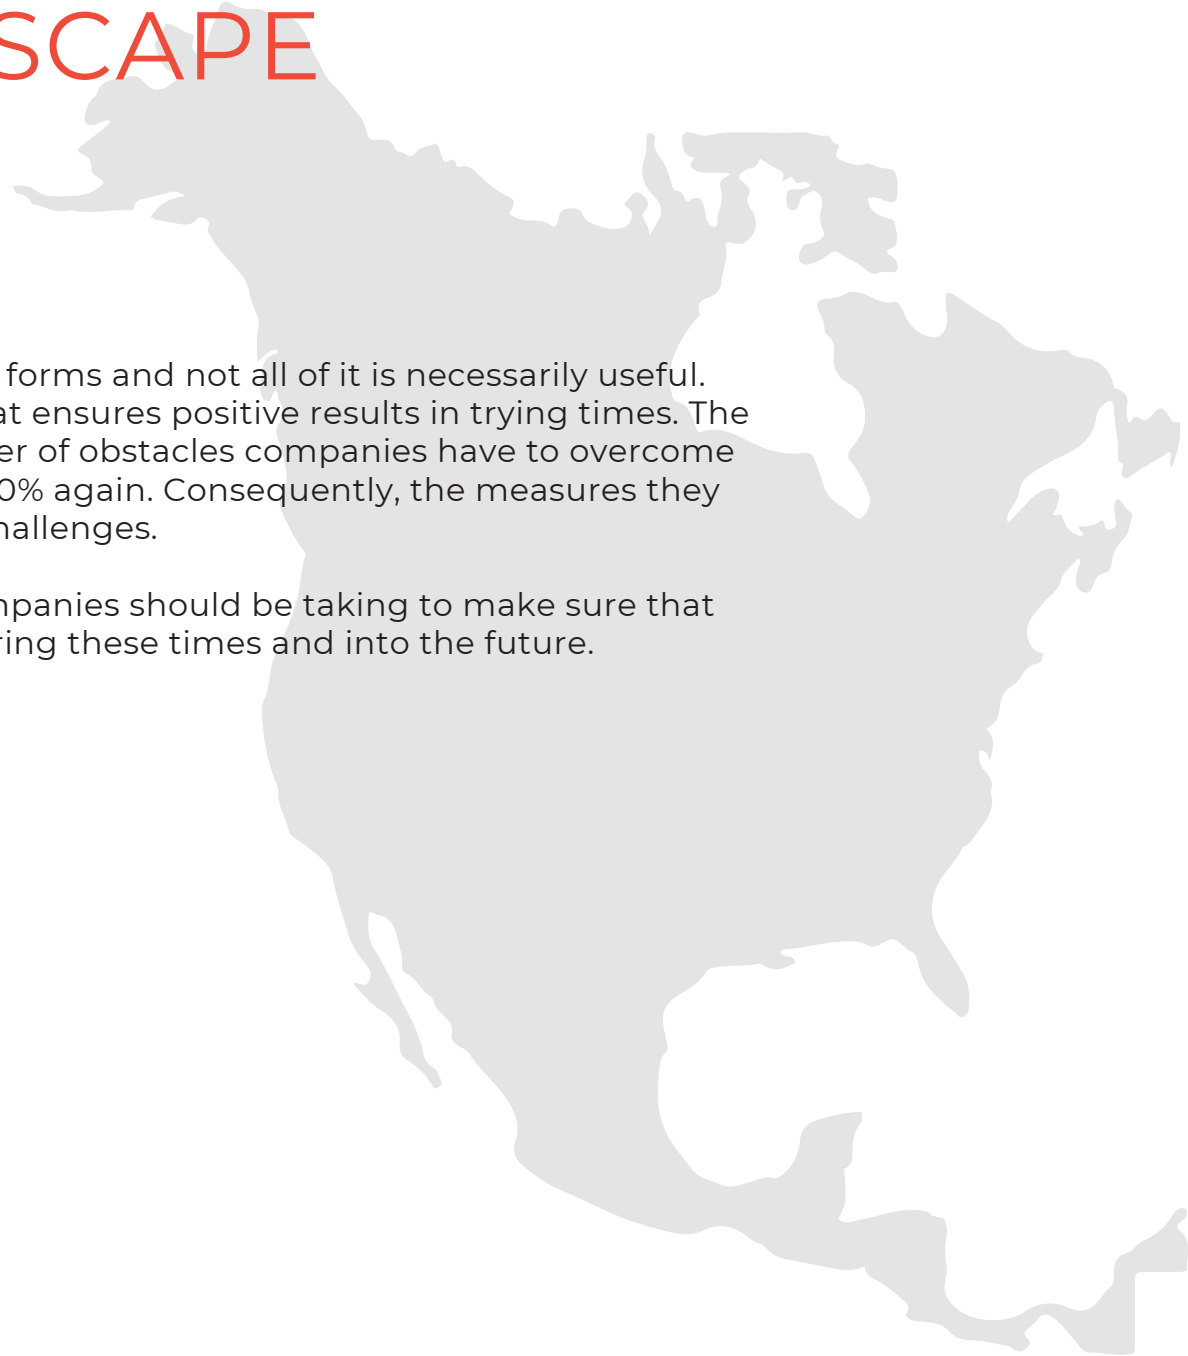 SCAPE
forms and not all of it is necessarily useful.
at ensures positive results in trying times. The
er of obstacles companies have to overcome
0% again. Consequently, the measures they
hallenges.
mpanies should be taking to make sure that
ring these times and into the future.